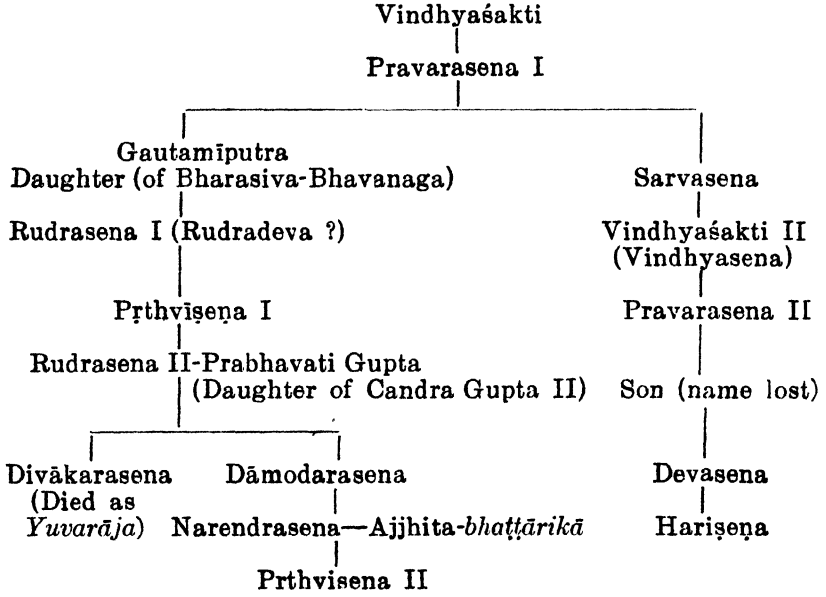 Vindhyaśakti
Pravarasena I
Gautamīputra
Daughter (of Bharasiva-Bhavanaga)
Sarvasena
Rudrasena I (Rudradeva ?)
Vindhyaśakti II
(Vindhyasena)
Pṛthvīṣeṇa I
Pravarasena II
Rudrasena II-Prabhavati Gupta
(Daughter of Candra Gupta II)
Son (name lost)
Divākarasena
(Died as
Yuvarāja)
Dāmodarasena
Devasena
Narendrasena—Ajjhita-bhaṭṭārikā
Hariṣeṇa
Prthvisena II